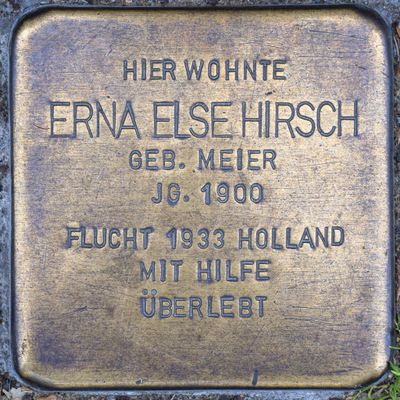 HIER WOHNTE
ERNA ELSE HIRSCH
GEB. MEIER
JG. 1900
FLUCHT 1933 HOLLAND
MIT HILFE
ÜBERLEBT